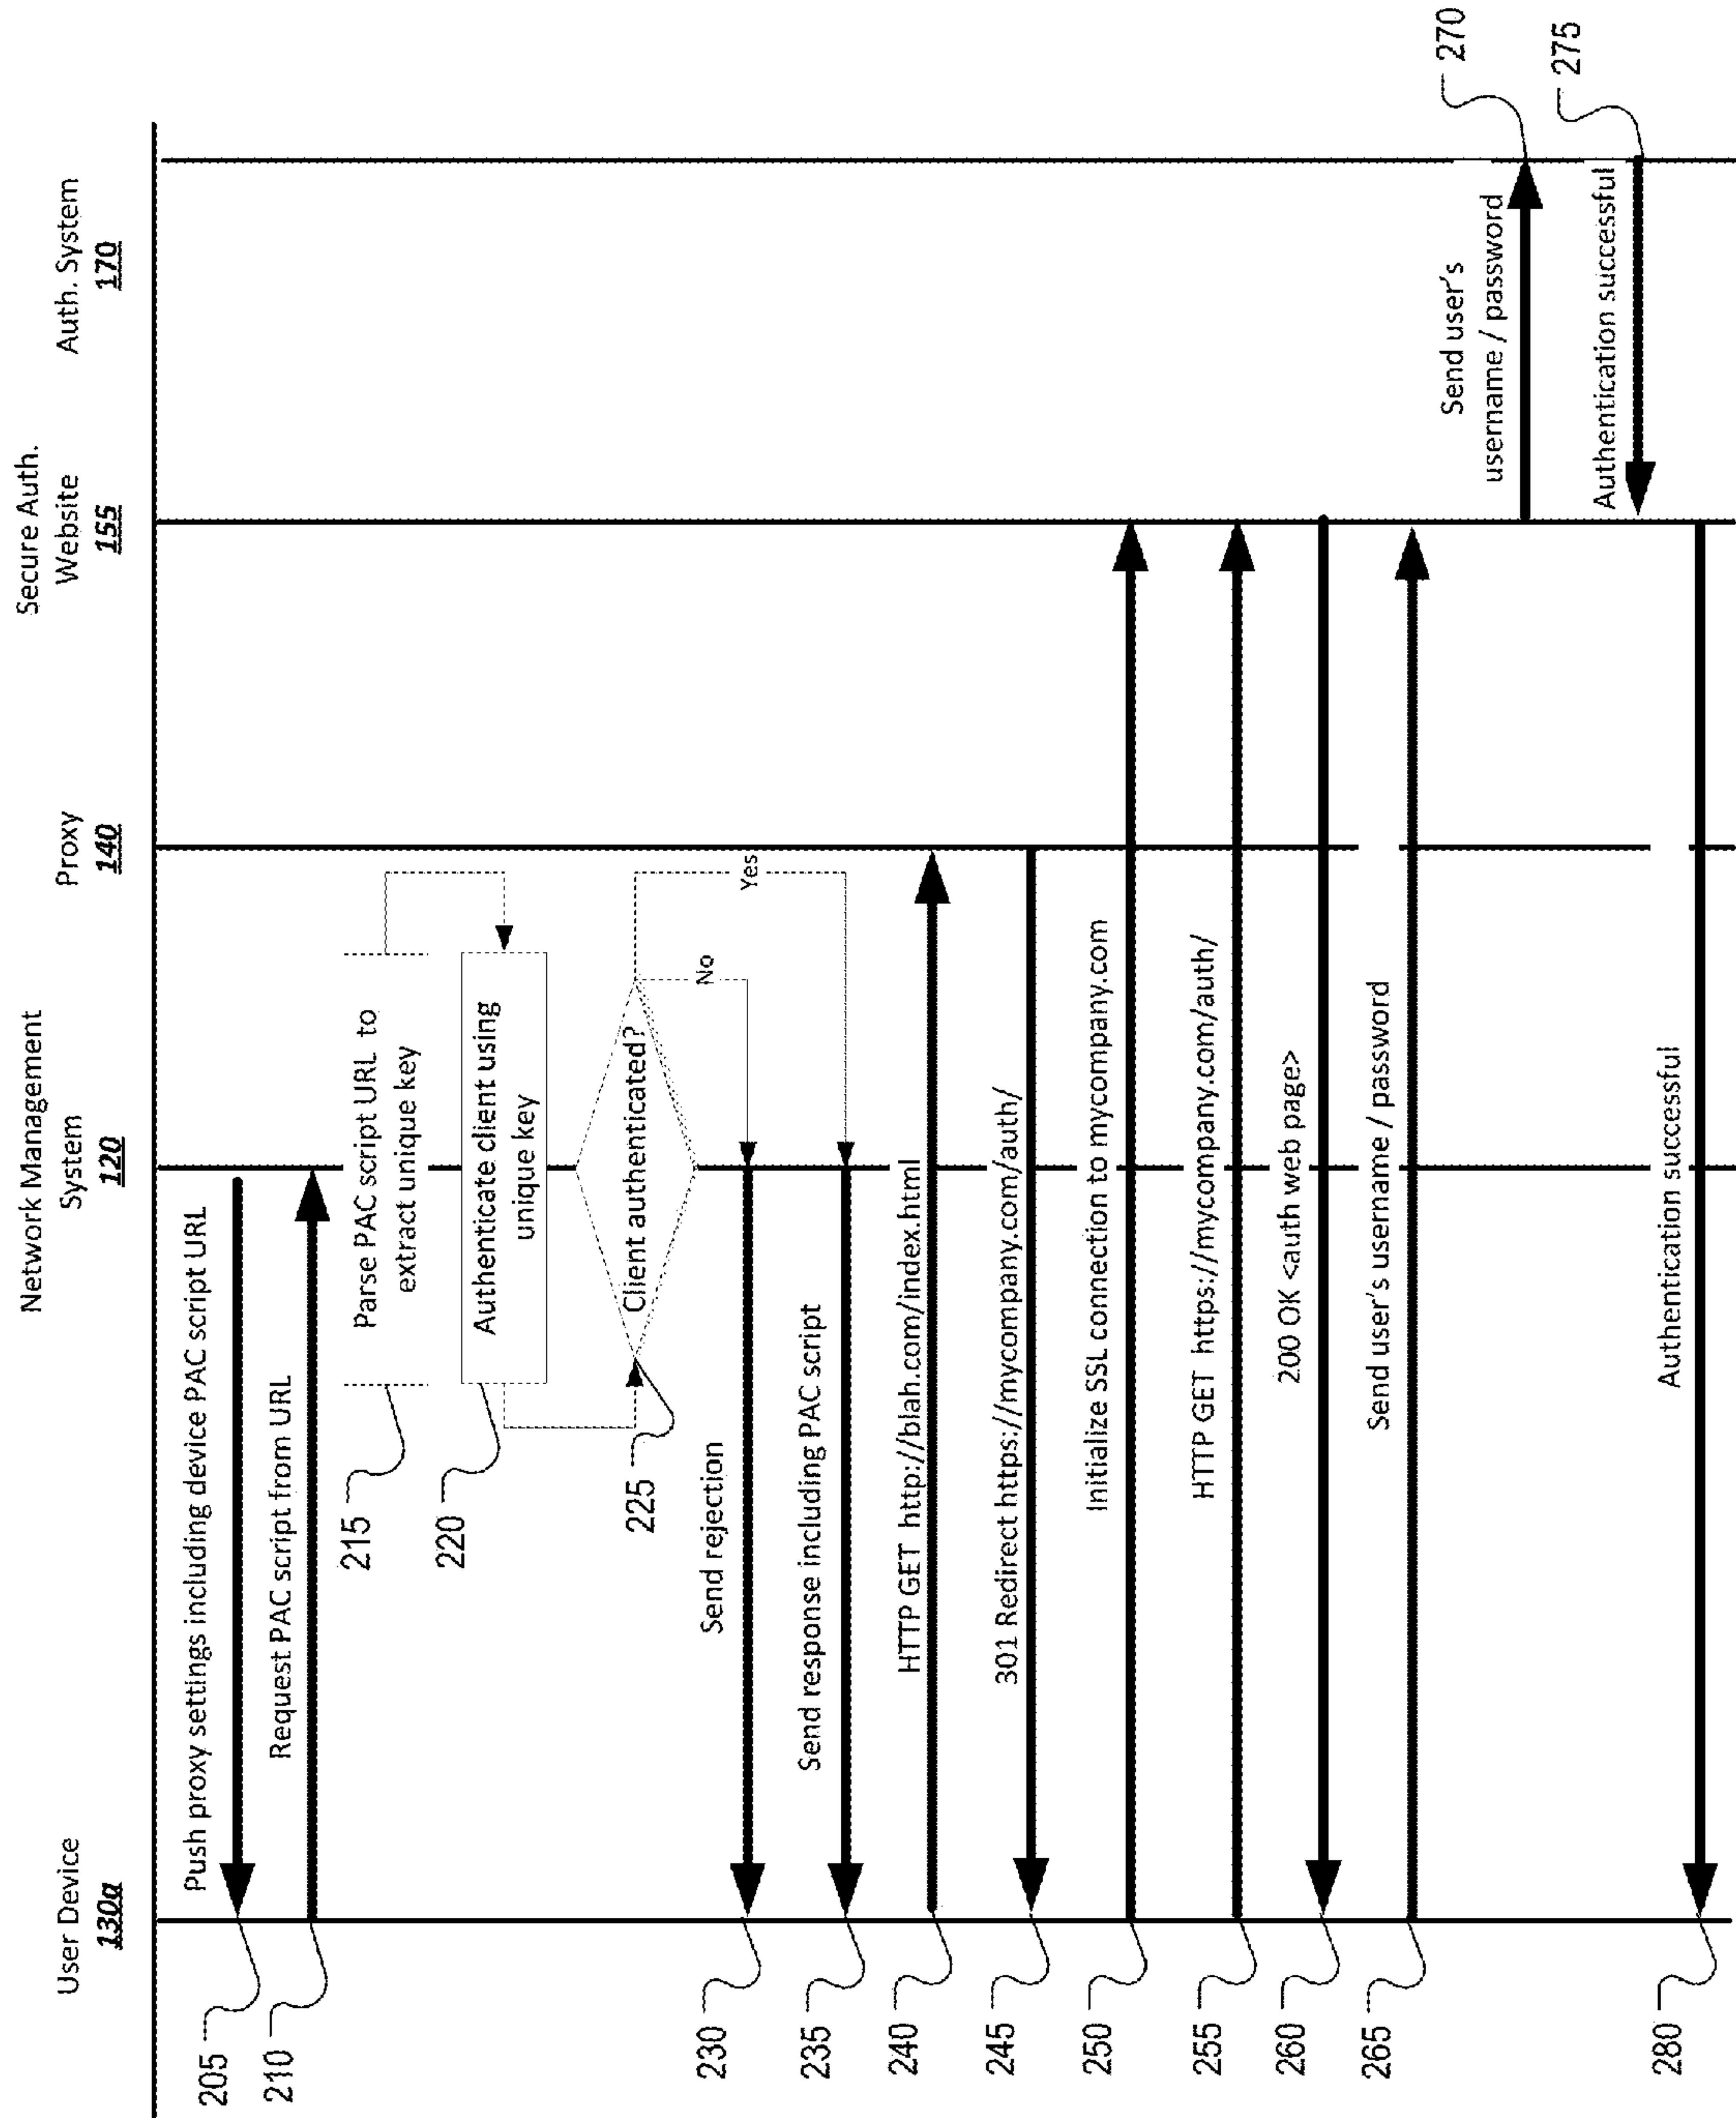 User Device
130a
Network Management
System
120
Proxy
140
Secure Auth.
Website
155
Auth. System
170
205
Push proxy settings including device PAC script URL
210
Request PAC script from URL
215
Parse PAC script URL to
extract unique key
220
Authenticate client using
unique key
225
Client authenticated?
No
Yes
230
Send rejection
235
Send response including PAC script
240
HTTP GET http://blah.com/index.html
245
301 Redirect https://mycompany.com/auth/
250
Initialize SSL connection to mycompany.com
255
HTTP GET https://mycompany.com/auth/
260
200 OK <auth web page>
265
Send user's username / password
Send user's
username / password
270
Authentication successful
275
280
Authentication successful